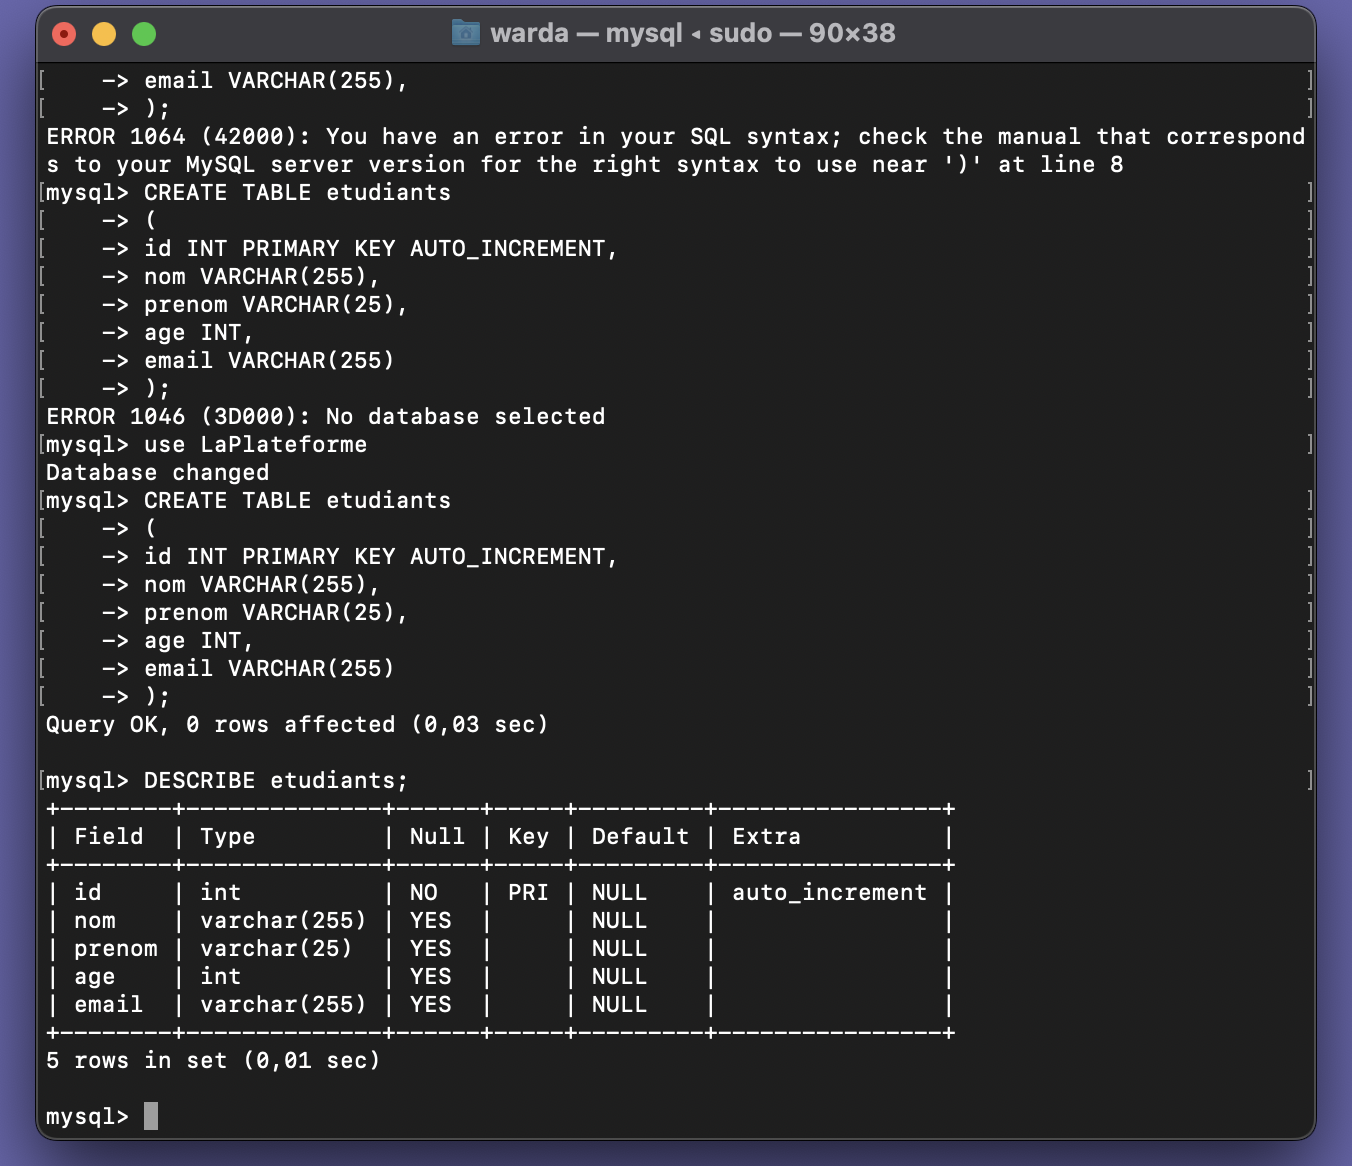 warda — mysql ◂ sudo — 90×38
[    -> email VARCHAR(255),    ]
[    -> );    ]
ERROR 1064 (42000): You have an error in your SQL syntax; check the manual that correspond
s to your MySQL server version for the right syntax to use near ')' at line 8
[mysql> CREATE TABLE etudiants    ]
[    -> (    ]
[    -> id INT PRIMARY KEY AUTO_INCREMENT,    ]
[    -> nom VARCHAR(255),    ]
[    -> prenom VARCHAR(25),    ]
[    -> age INT,    ]
[    -> email VARCHAR(255)    ]
[    -> );    ]
ERROR 1046 (3D000): No database selected
[mysql> use LaPlateforme    ]
Database changed
[mysql> CREATE TABLE etudiants    ]
[    -> (    ]
[    -> id INT PRIMARY KEY AUTO_INCREMENT,    ]
[    -> nom VARCHAR(255),    ]
[    -> prenom VARCHAR(25),    ]
[    -> age INT,    ]
[    -> email VARCHAR(255)    ]
[    -> );    ]
Query OK, 0 rows affected (0,03 sec)

[mysql> DESCRIBE etudiants;    ]
+--------+--------------+------+-----+---------+----------------+
| Field  | Type         | Null | Key | Default | Extra          |
+--------+--------------+------+-----+---------+----------------+
| id     | int          | NO   | PRI | NULL    | auto_increment |
| nom    | varchar(255) | YES  |     | NULL    |                |
| prenom | varchar(25)  | YES  |     | NULL    |                |
| age    | int          | YES  |     | NULL    |                |
| email  | varchar(255) | YES  |     | NULL    |                |
+--------+--------------+------+-----+---------+----------------+
5 rows in set (0,01 sec)

mysql>